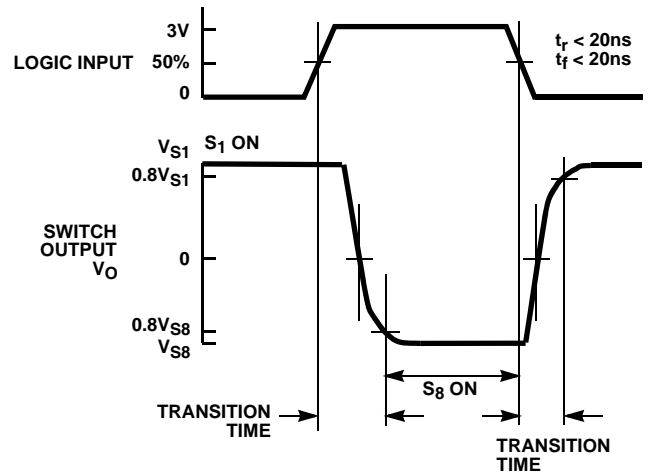 3V
LOGIC INPUT 50%
0
tr < 20ns
tf < 20ns
VS1 S1 ON
0.8VS1
SWITCH
OUTPUT
VO
0
0.8VS8
VS8
S8 ON
TRANSITION
TIME
TRANSITION
TIME